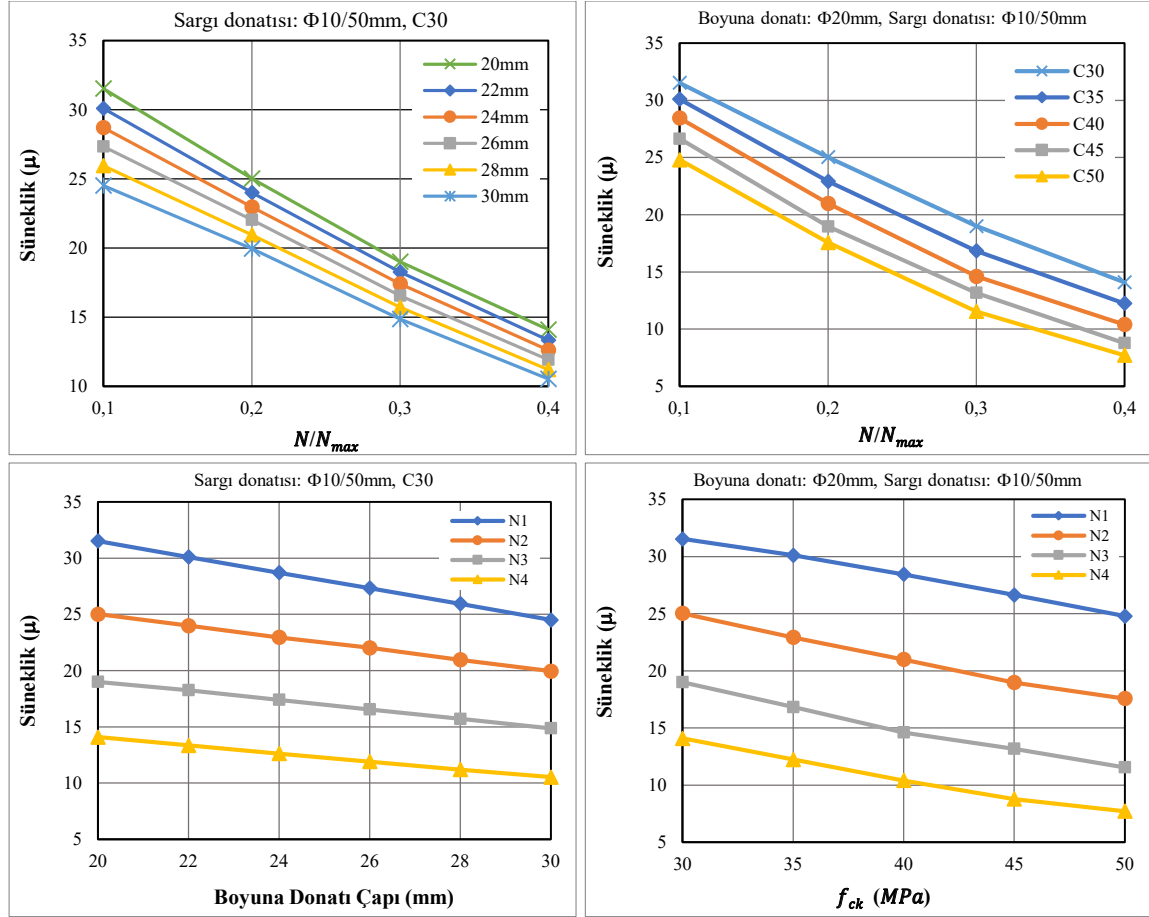 Sargı donatısı: Φ10/50mm, C30
35
30
25
20
15
10
0,1
0,2
0,3
0,4
Süneklik (μ)
N/N_max
20mm
22mm
24mm
26mm
28mm
30mm
Boyuna donatı: Φ20mm, Sargı donatısı: Φ10/50mm
35
30
25
20
15
10
5
0,1
0,2
0,3
0,4
Süneklik (μ)
N/N_max
C30
C35
C40
C45
C50
Sargı donatısı: Φ10/50mm, C30
35
30
25
20
15
10
5
20
22
24
26
28
30
Süneklik (μ)
Boyuna Donatı Çapı (mm)
N1
N2
N3
N4
Boyuna donatı: Φ20mm, Sargı donatısı: Φ10/50mm
35
30
25
20
15
10
5
30
35
40
45
50
Süneklik (μ)
f_ck (MPa)
N1
N2
N3
N4